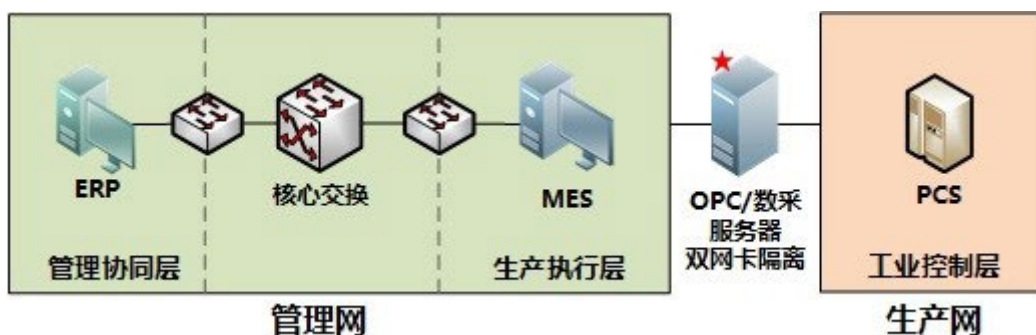 ERP
核心交换
MES
OPC/数采
服务器
双网卡隔离
PCS
管理协同层
生产执行层
工业控制层
管理网
生产网